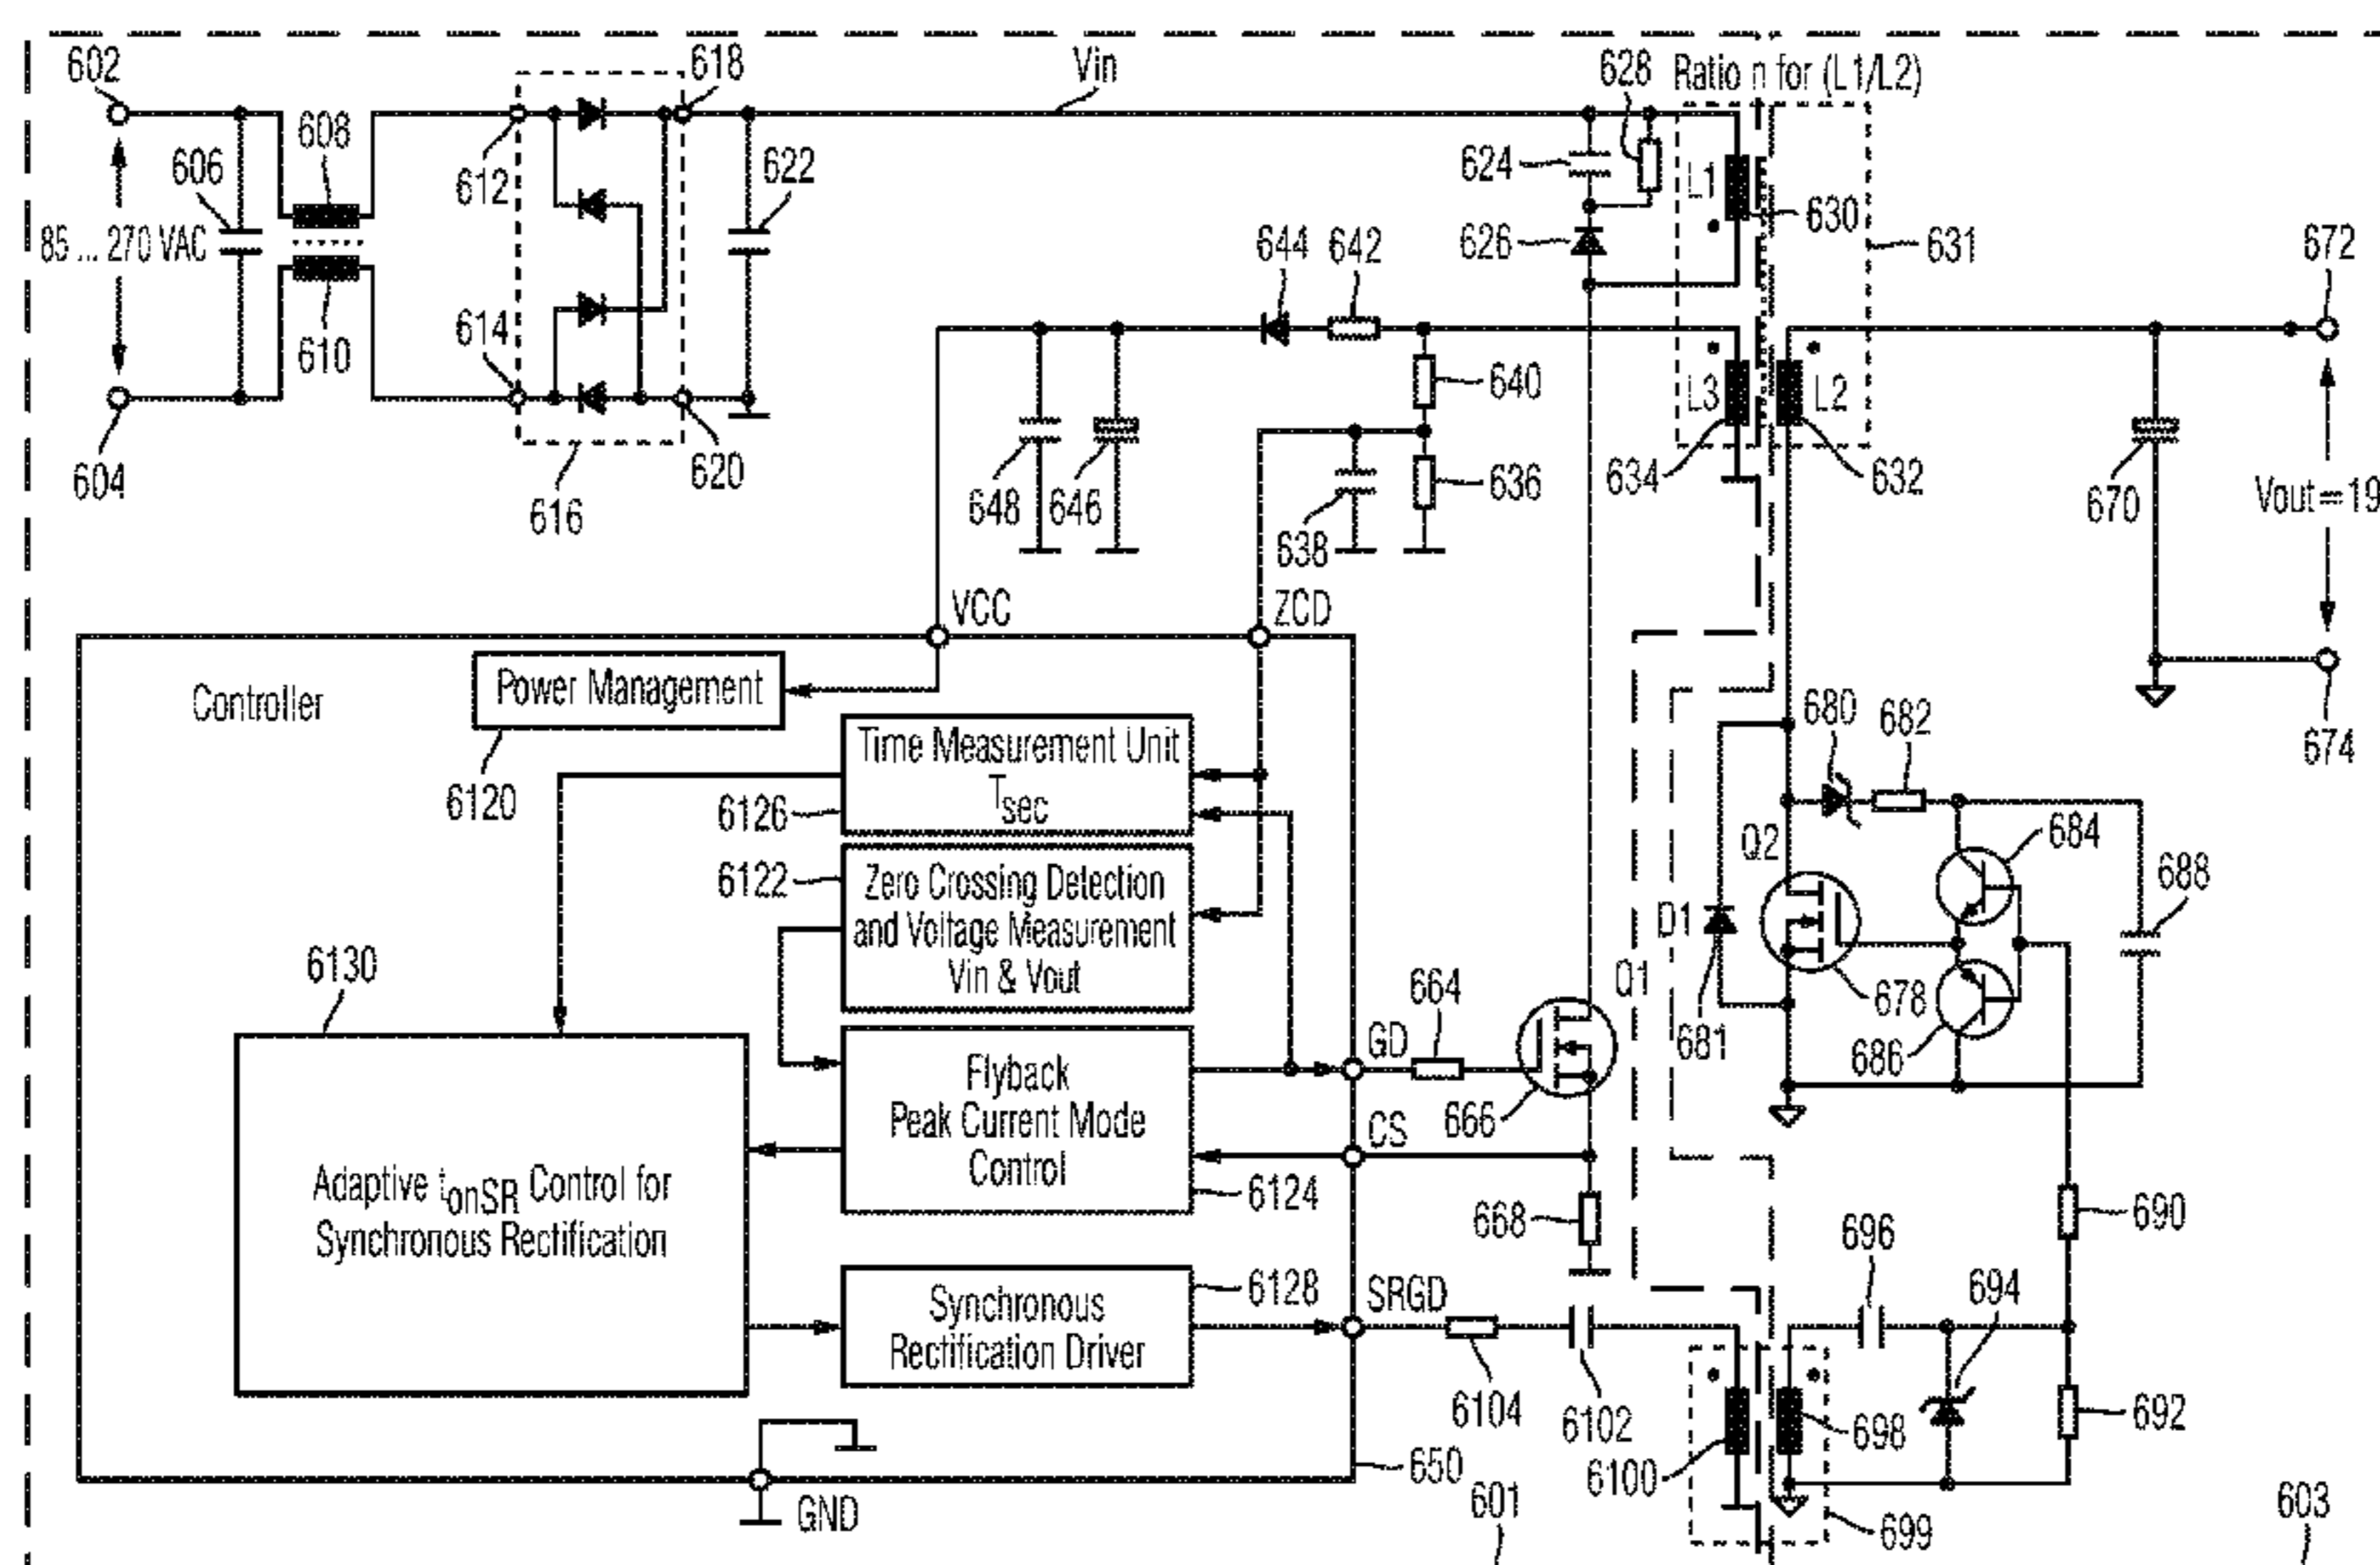 602
618
Vin
628
Ratio n for (L1/L2)
608
606
612
622
624
L1
630
85 ... 270 VAC
626
631
672
644
642
614
610
640
L3
L2
604
620
634
632
616
648
646
638
636
670
Vout=19
VCC
ZCD
Controller
Power Management
674
680
682
Time Measurement Unit
Tsec
6120
6126
Q2
684
6122
Zero Crossing Detection
and Voltage Measurement
Vin & Vout
D1
688
6130
Q1
678
664
681
686
GD
Flyback
Peak Current Mode
Control
666
CS
Adaptive tonSR Control for
Synchronous Rectification
6124
668
690
696
6128
SRGD
694
Synchronous
Rectification Driver
6104
6102
698
692
6100
650
GND
601
699
603